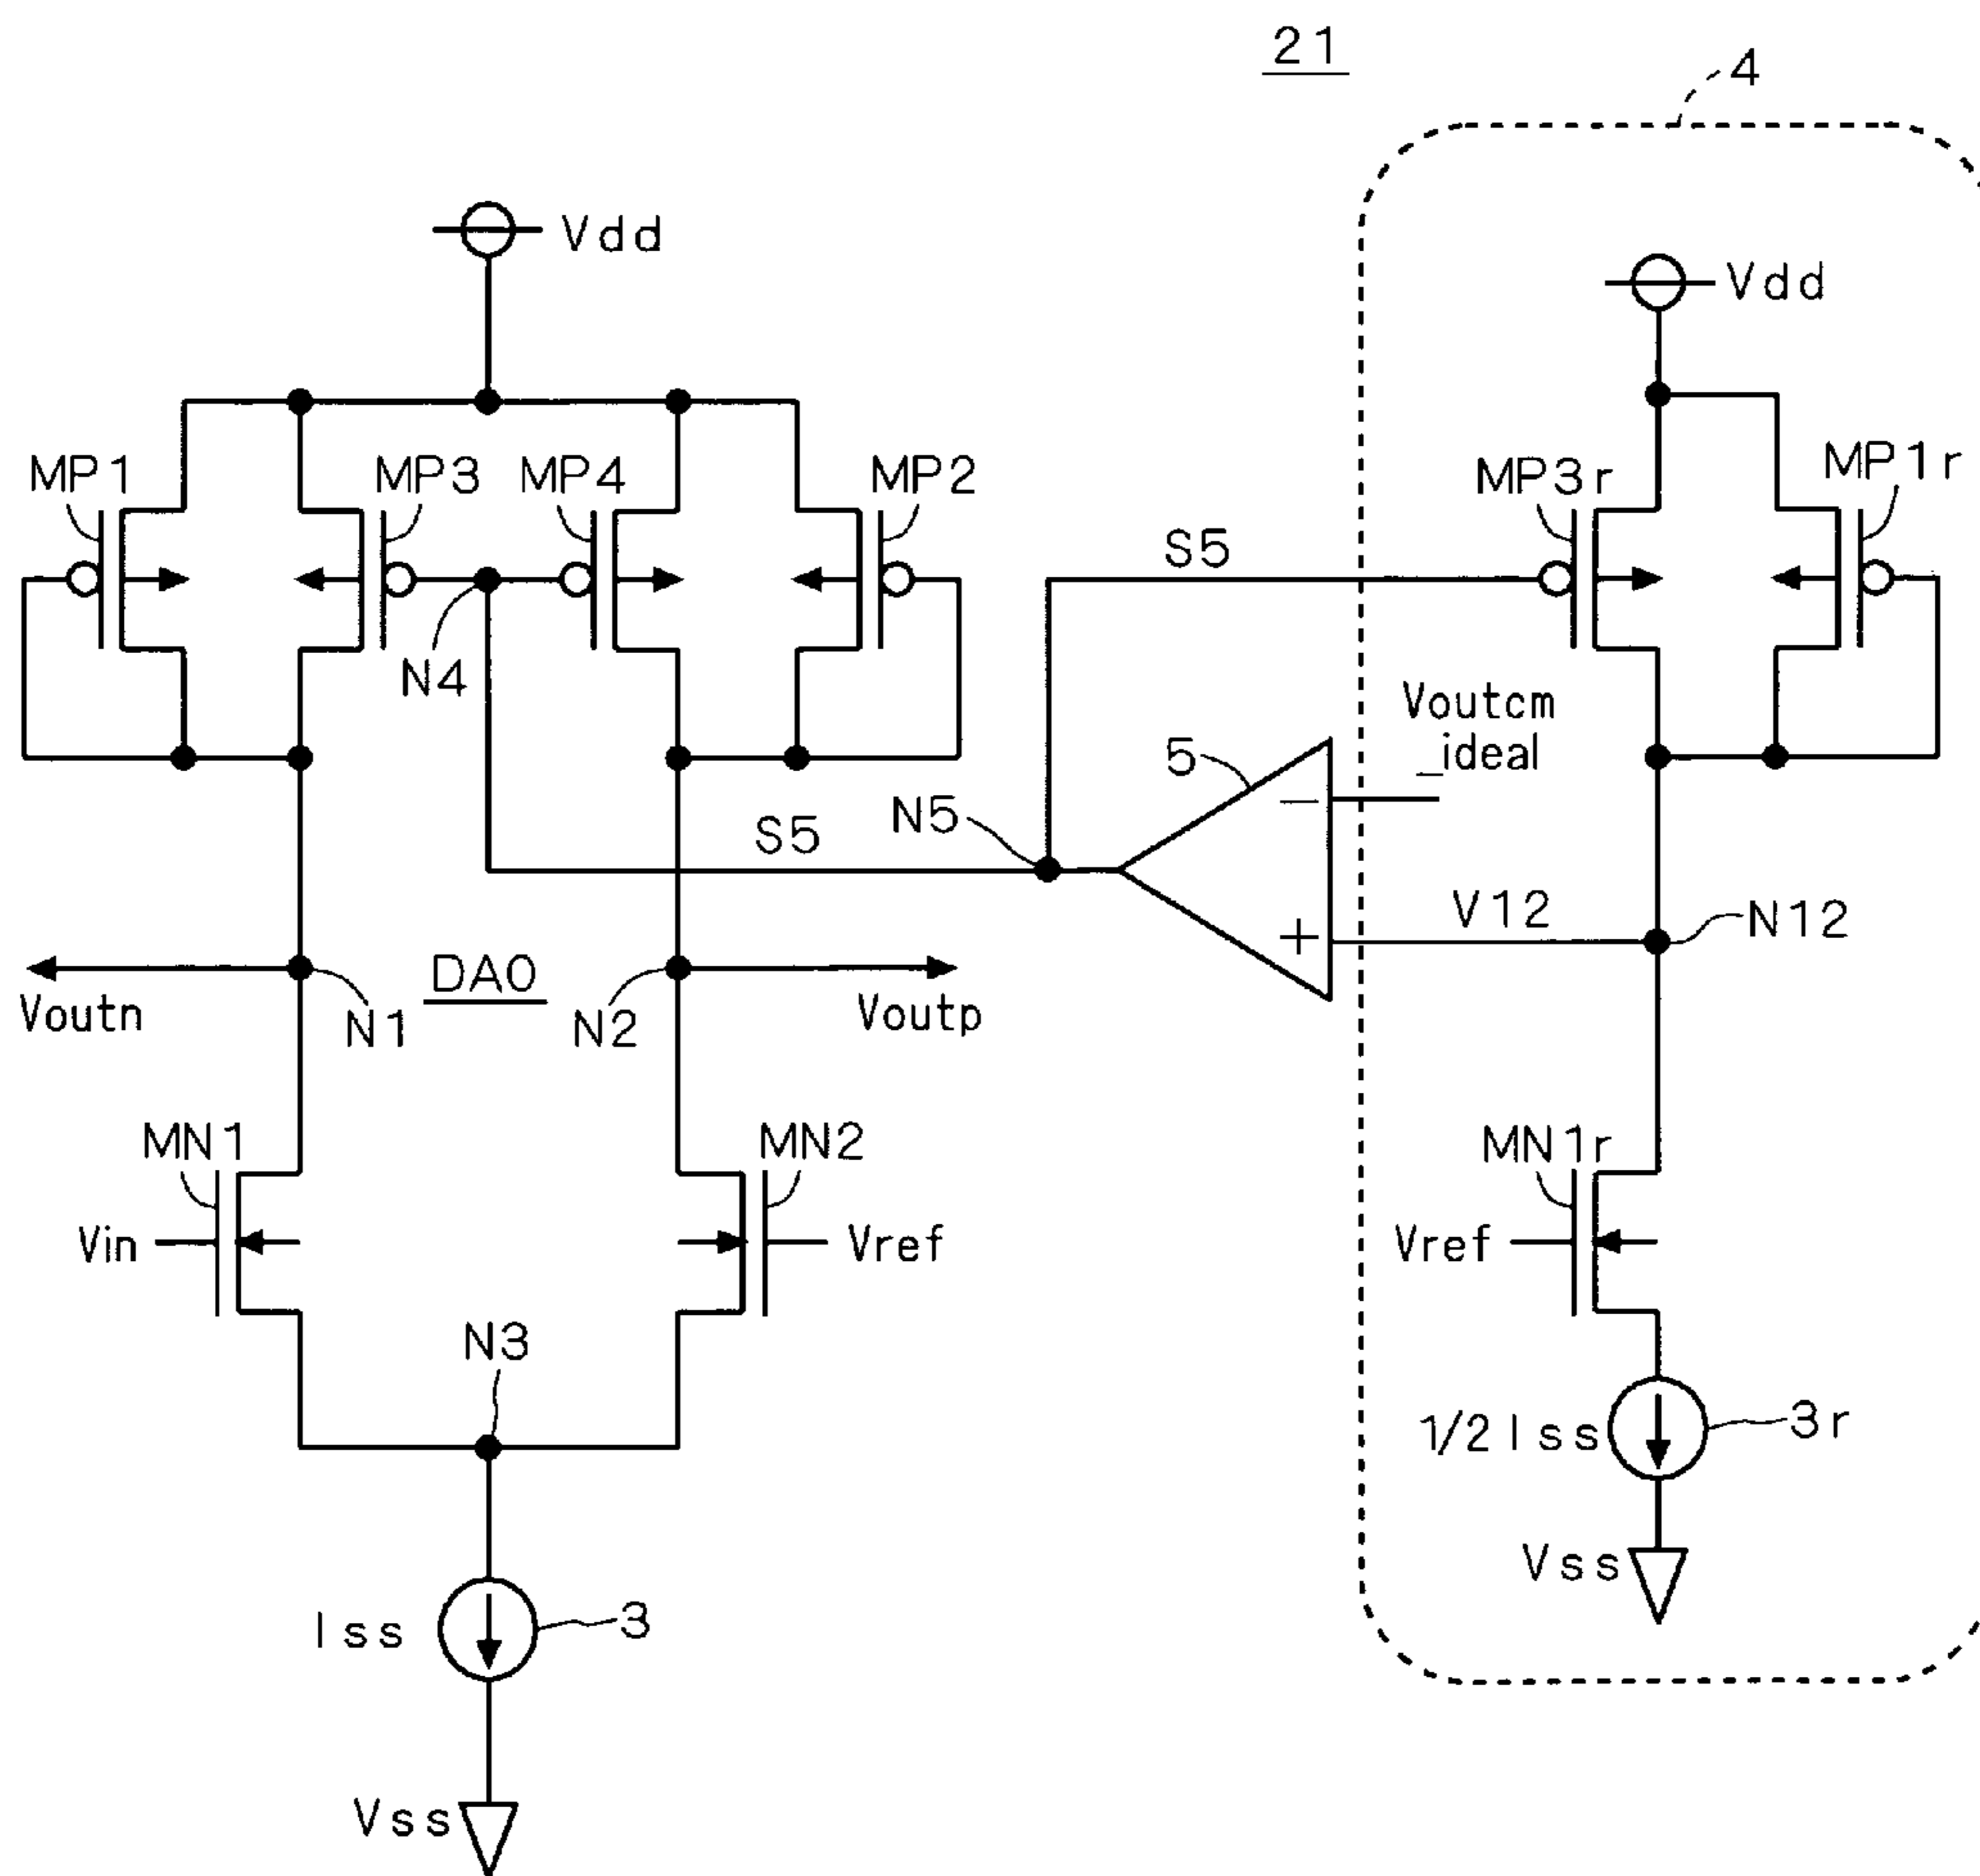 21
4
Vdd
Vdd
MP1
MP3
MP4
MP2
MP3r
MP1r
S5
N4
Voutcm
_ideal
5
−
N5
S5
V12
N12
+
Voutn
N1
DA0
N2
Voutp
MN1
MN2
MN1r
Vin
Vref
Vref
N3
1/2 Iss
3r
Vss
Iss
3
Vss